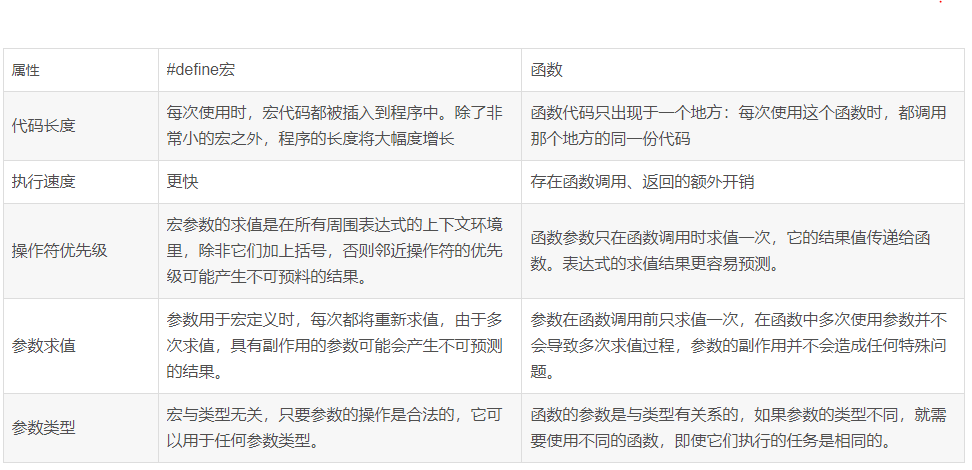 属性
#define宏
函数
代码长度
每次使用时，宏代码都被插入到程序中。除了非
常小的宏之外，程序的长度将大幅度增长
函数代码只出现于一个地方：每次使用这个函数时，都调用
那个地方的同一份代码
执行速度
更快
存在函数调用、返回的额外开销
操作符优先级
宏参数的求值是在所有周围表达式的上下文环境
里，除非它们加上括号，否则邻近操作符的优先
级可能产生不可预料的结果。
函数参数只在函数调用时求值一次，它的结果值传递给函
数。表达式的求值结果更容易预测。
参数求值
参数用于宏定义时，每次都将重新求值，由于多
次求值，具有副作用的参数可能会产生不可预测
的结果。
参数在函数调用前只求值一次，在函数中多次使用参数并不
会导致多次求值过程，参数的副作用并不会造成任何特殊问
题。
参数类型
宏与类型无关，只要参数的操作是合法的，它可
以用于任何参数类型。
函数的参数是与类型有关系的，如果参数的类型不同，就需
要使用不同的函数，即使它们执行的任务是相同的。